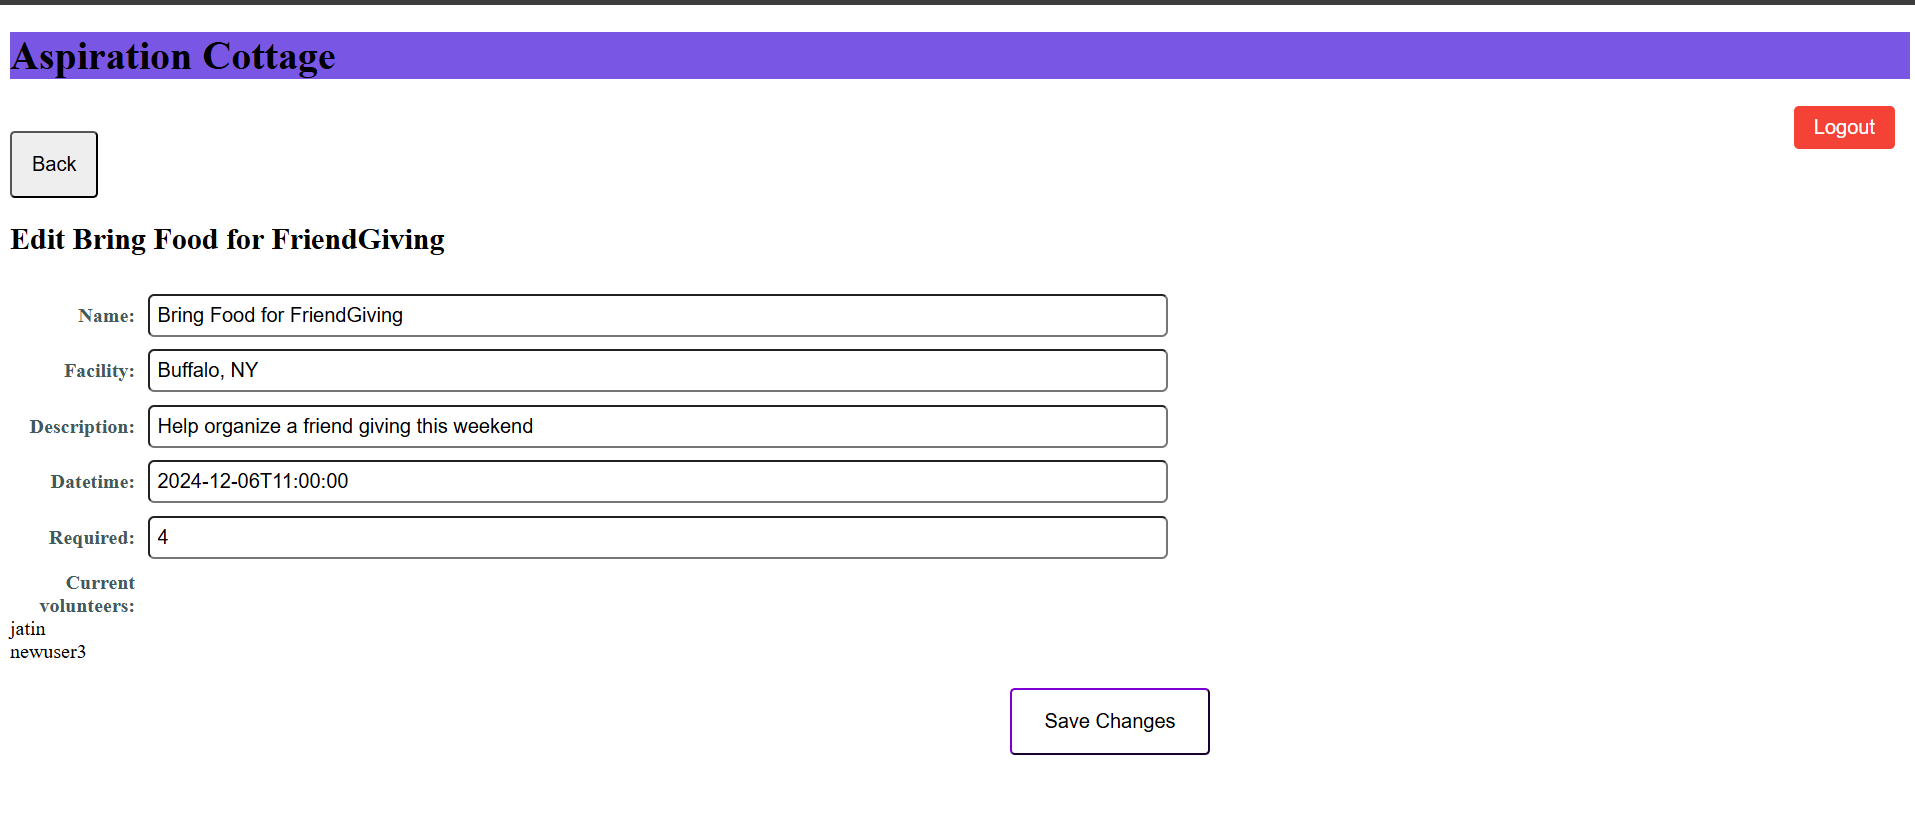 Aspiration Cottage
Logout
Back
Edit Bring Food for FriendGiving
Name: Bring Food for FriendGiving
Facility: Buffalo, NY
Description: Help organize a friend giving this weekend
Datetime: 2024-12-06T11:00:00
Required: 4
Current
volunteers:
jatin
newuser3
Save Changes